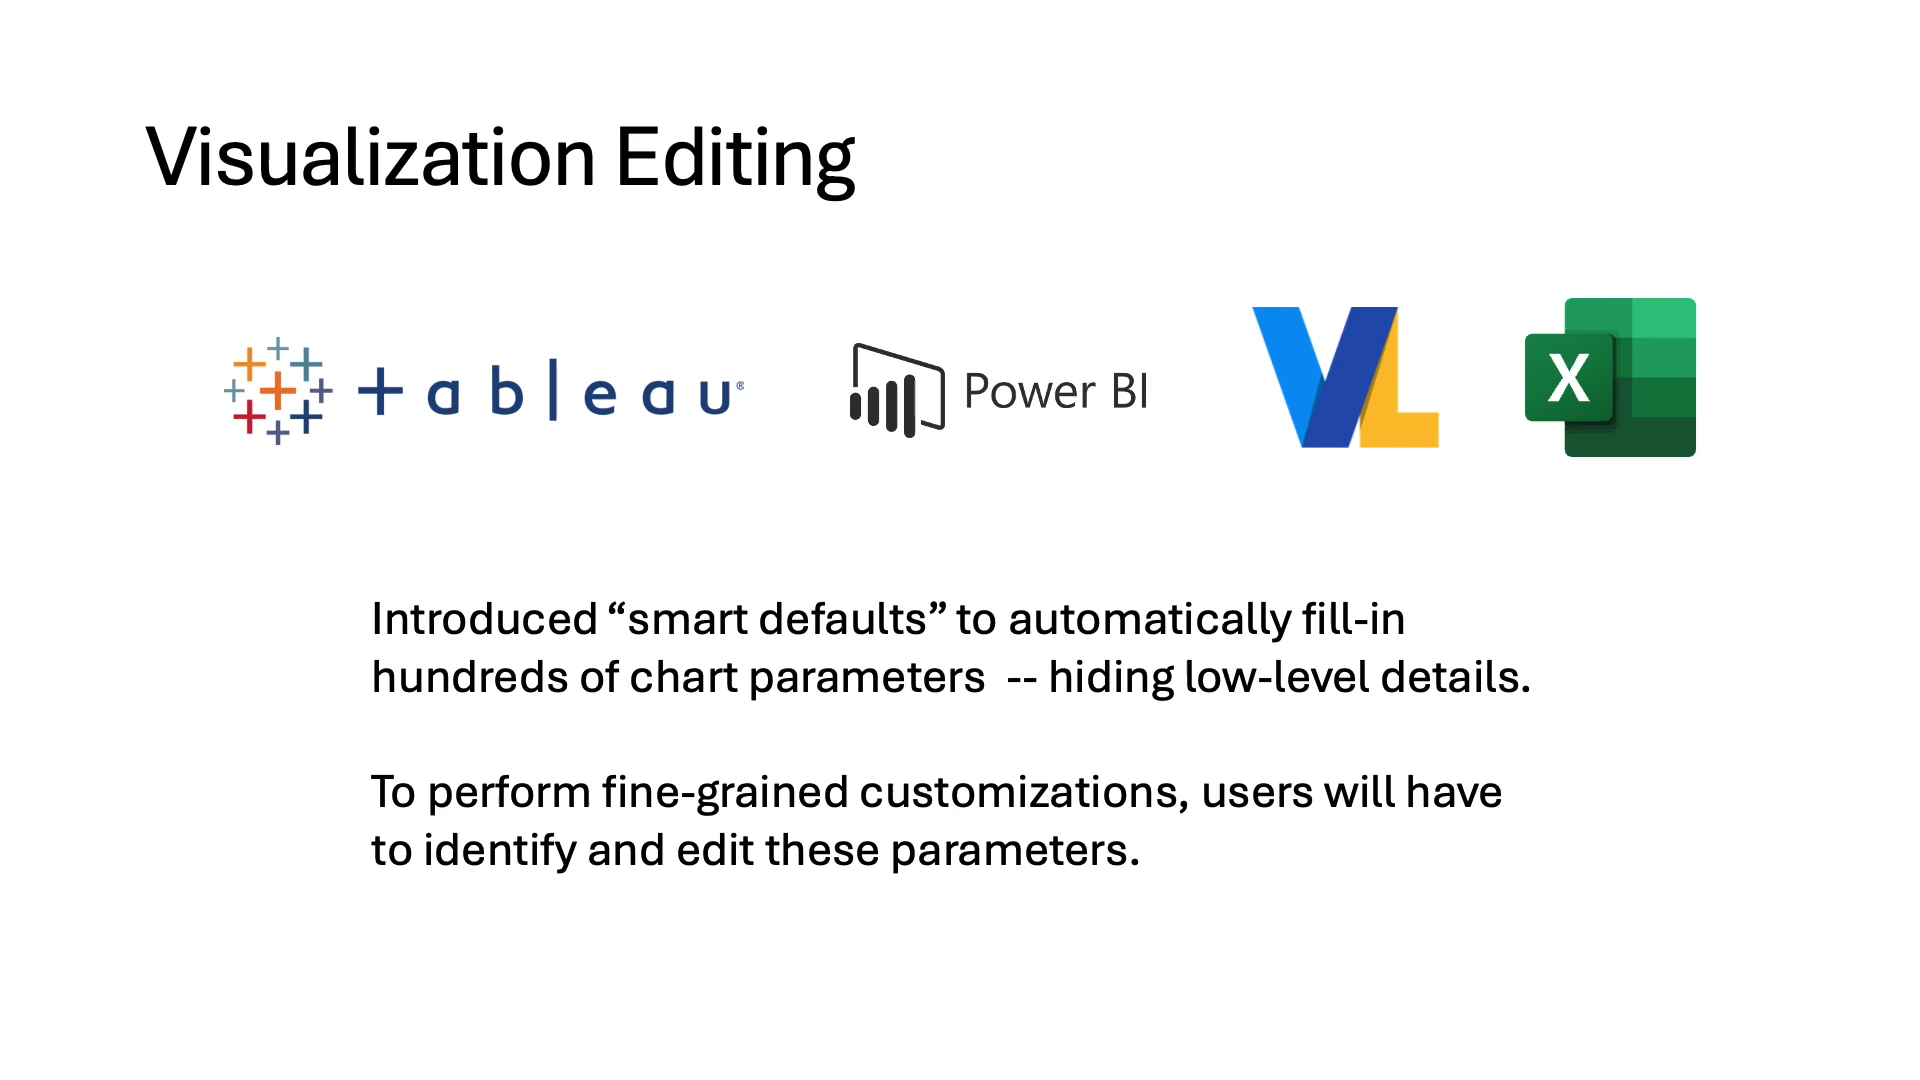 Visualization Editing
+ a b l e a u®
Power BI
VL
X
Introduced “smart defaults” to automatically fill-in
hundreds of chart parameters  -- hiding low-level details.
To perform fine-grained customizations, users will have
to identify and edit these parameters.